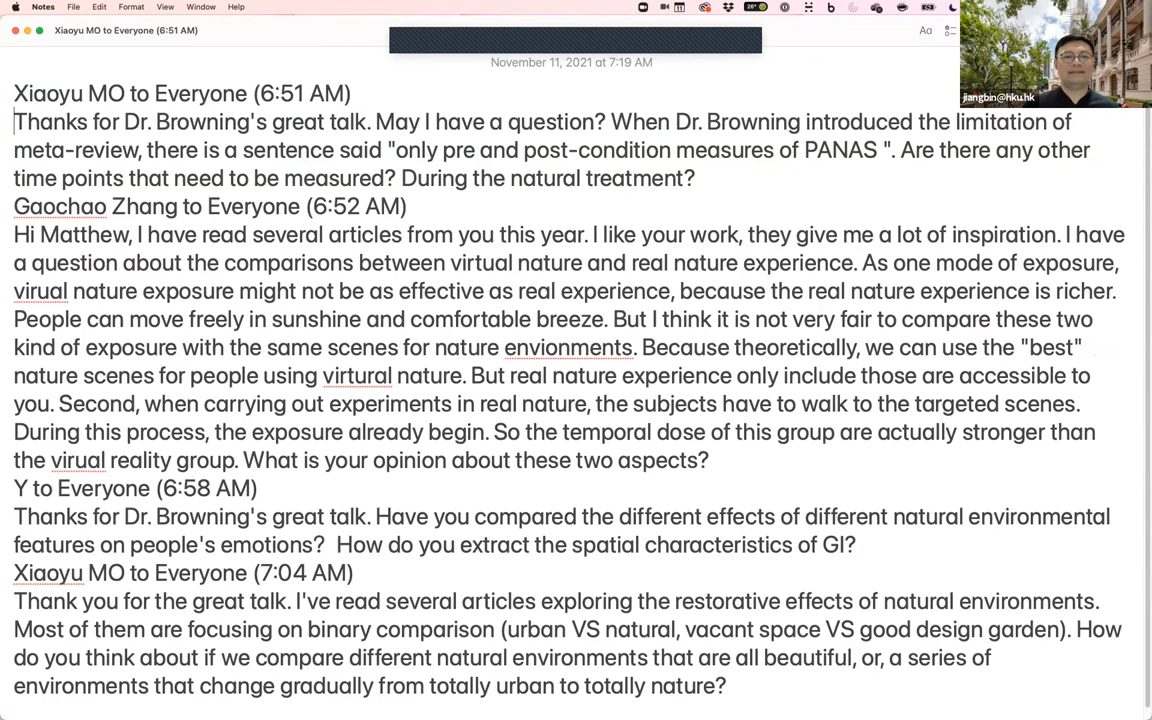 Notes File Edit Format View Window Help
Xiaoyu MO to Everyone (6:51 AM)
Aa
November 11, 2021 at 7:19 AM
jiangbin@hku.hk
Xiaoyu MO to Everyone (6:51 AM)
Thanks for Dr. Browning's great talk. May I have a question? When Dr. Browning introduced the limitation of
meta-review, there is a sentence said "only pre and post-condition measures of PANAS ". Are there any other
time points that need to be measured? During the natural treatment?
Gaochao Zhang to Everyone (6:52 AM)
Hi Matthew, I have read several articles from you this year. I like your work, they give me a lot of inspiration. I have
a question about the comparisons between virtual nature and real nature experience. As one mode of exposure,
virual nature exposure might not be as effective as real experience, because the real nature experience is richer.
People can move freely in sunshine and comfortable breeze. But I think it is not very fair to compare these two
kind of exposure with the same scenes for nature envionments. Because theoretically, we can use the "best"
nature scenes for people using virtural nature. But real nature experience only include those are accessible to
you. Second, when carrying out experiments in real nature, the subjects have to walk to the targeted scenes.
During this process, the exposure already begin. So the temporal dose of this group are actually stronger than
the virual reality group. What is your opinion about these two aspects?
Y to Everyone (6:58 AM)
Thanks for Dr. Browning's great talk. Have you compared the different effects of different natural environmental
features on people's emotions?  How do you extract the spatial characteristics of GI?
Xiaoyu MO to Everyone (7:04 AM)
Thank you for the great talk. I've read several articles exploring the restorative effects of natural environments.
Most of them are focusing on binary comparison (urban VS natural, vacant space VS good design garden). How
do you think about if we compare different natural environments that are all beautiful, or, a series of
environments that change gradually from totally urban to totally nature?